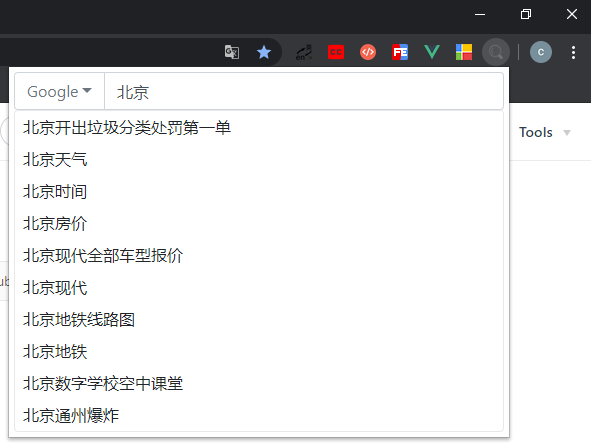 Google
北京
北京开出垃圾分类处罚第一单
Tools
北京天气
北京时间
北京房价
北京现代全部车型报价
北京现代
北京地铁线路图
北京地铁
北京数字学校空中课堂
北京通州爆炸
FE
c